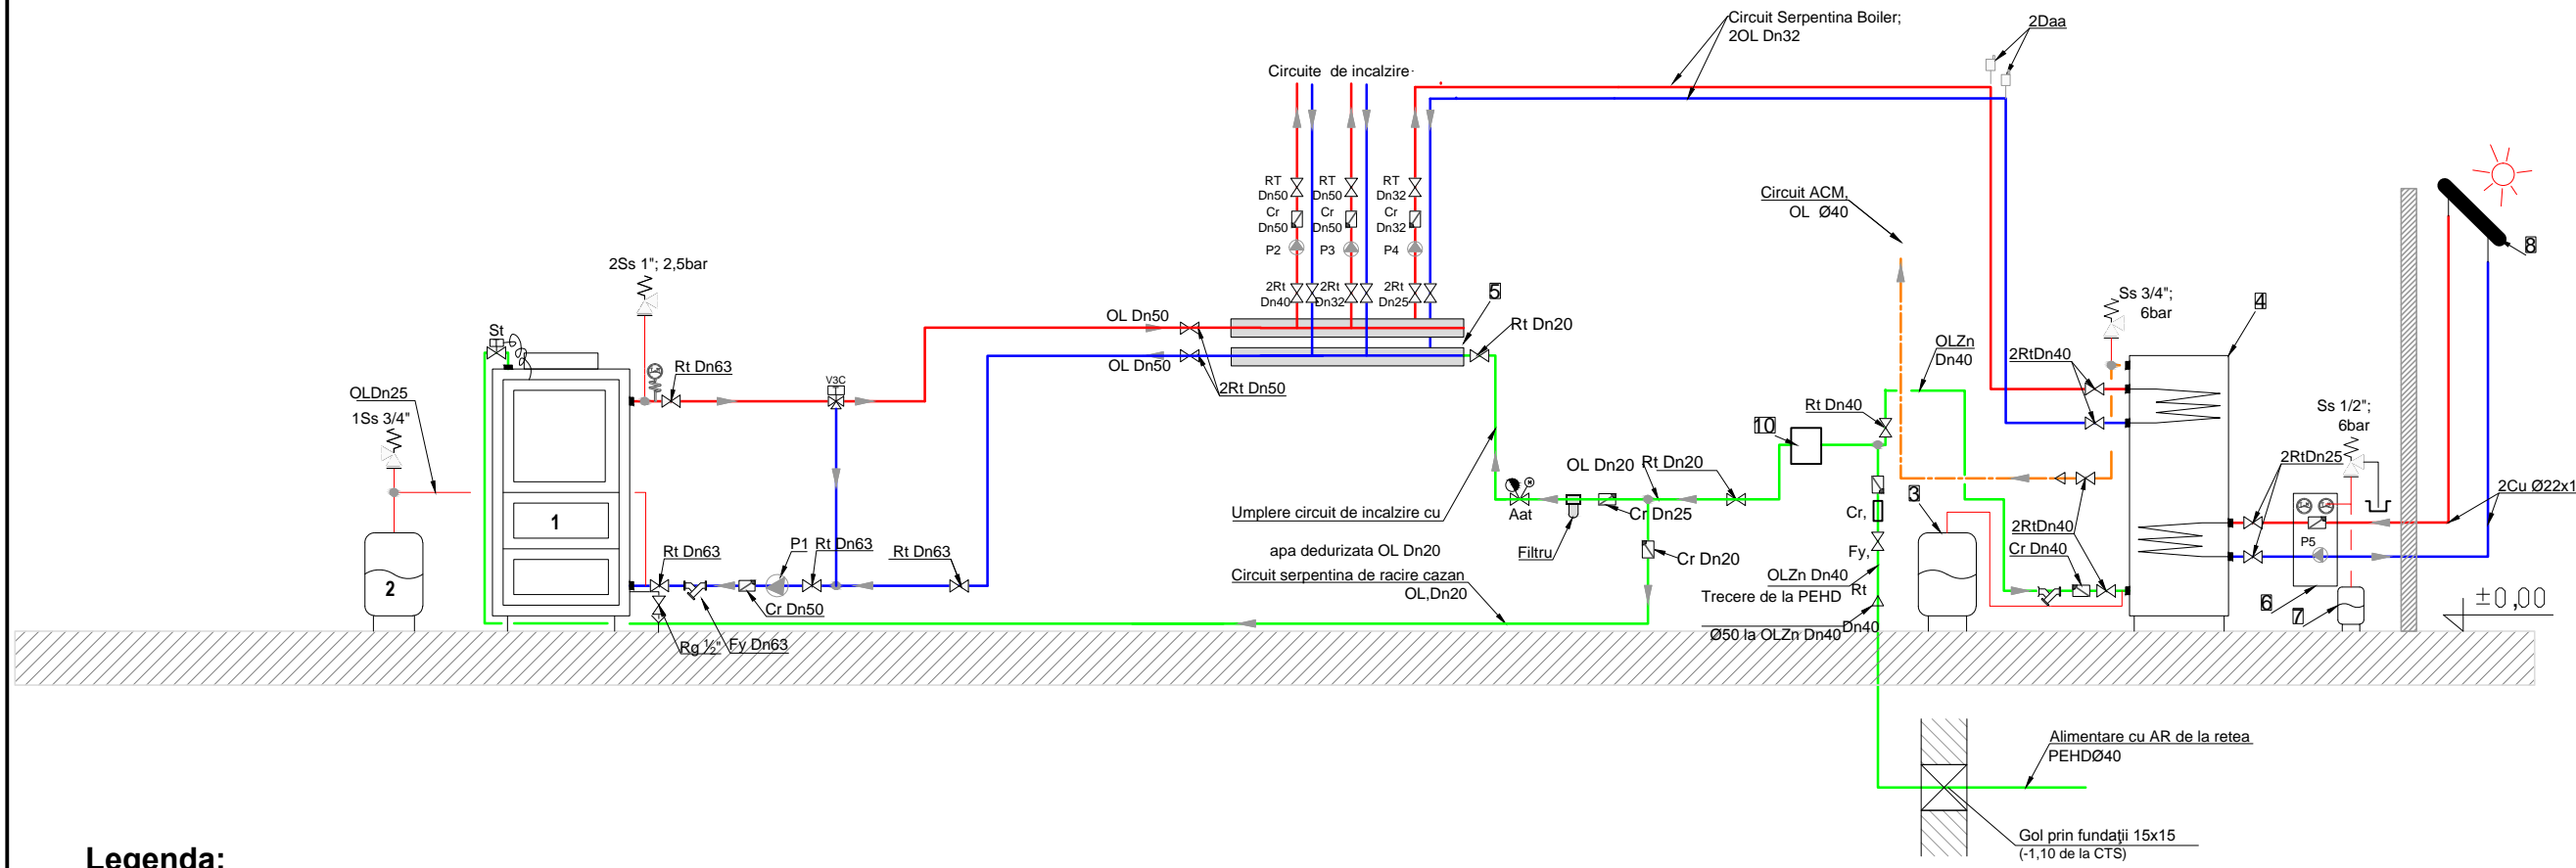 Circuit Serpentina Boiler;
2OL Dn32
2Daa
Circuite de incalzire
RT
Dn50
RT
Dn50
RT
Dn32
Cr
Dn50
Cr
Dn50
Cr
Dn32
P2
P3
P4
2Rt
Dn40
2Rt
Dn32
2Rt
Dn25
5
Circuit ACM,
OL Ø40
8
2Ss 1"; 2,5bar
St
OL Dn50
OL Dn50
2Rt Dn50
Rt Dn20
OLZn
Dn40
Ss 3/4";
6bar
4
2RtDn40
Rt Dn63
V3C
OLDn25
1Ss 3/4"
Rt Dn40
10
Ss 1/2";
6bar
2RtDn25
2Cu Ø22x1
OL Dn20
Rt Dn20
3
1
Umplere circuit de incalzire cu
apa dedurizata OL Dn20
Aat
Cr Dn25
Cr,
2RtDn40
Cr Dn40
P5
Filtru
Cr Dn20
Fy,
Rt Dn63
P1
Rt Dn63
Rt Dn63
Circuit serpentina de racire cazan
OL,Dn20
OLZn Dn40
Rt
Trecere de la PEHD
Ø50 la OLZn Dn40
Dn40
2
Cr Dn50
6
7
±0,00
Rg ½"
Fy Dn63
Alimentare cu AR de la retea
PEHDØ40
Gol prin fundaţii 15x15
(-1,10 de la CTS)
Legenda: